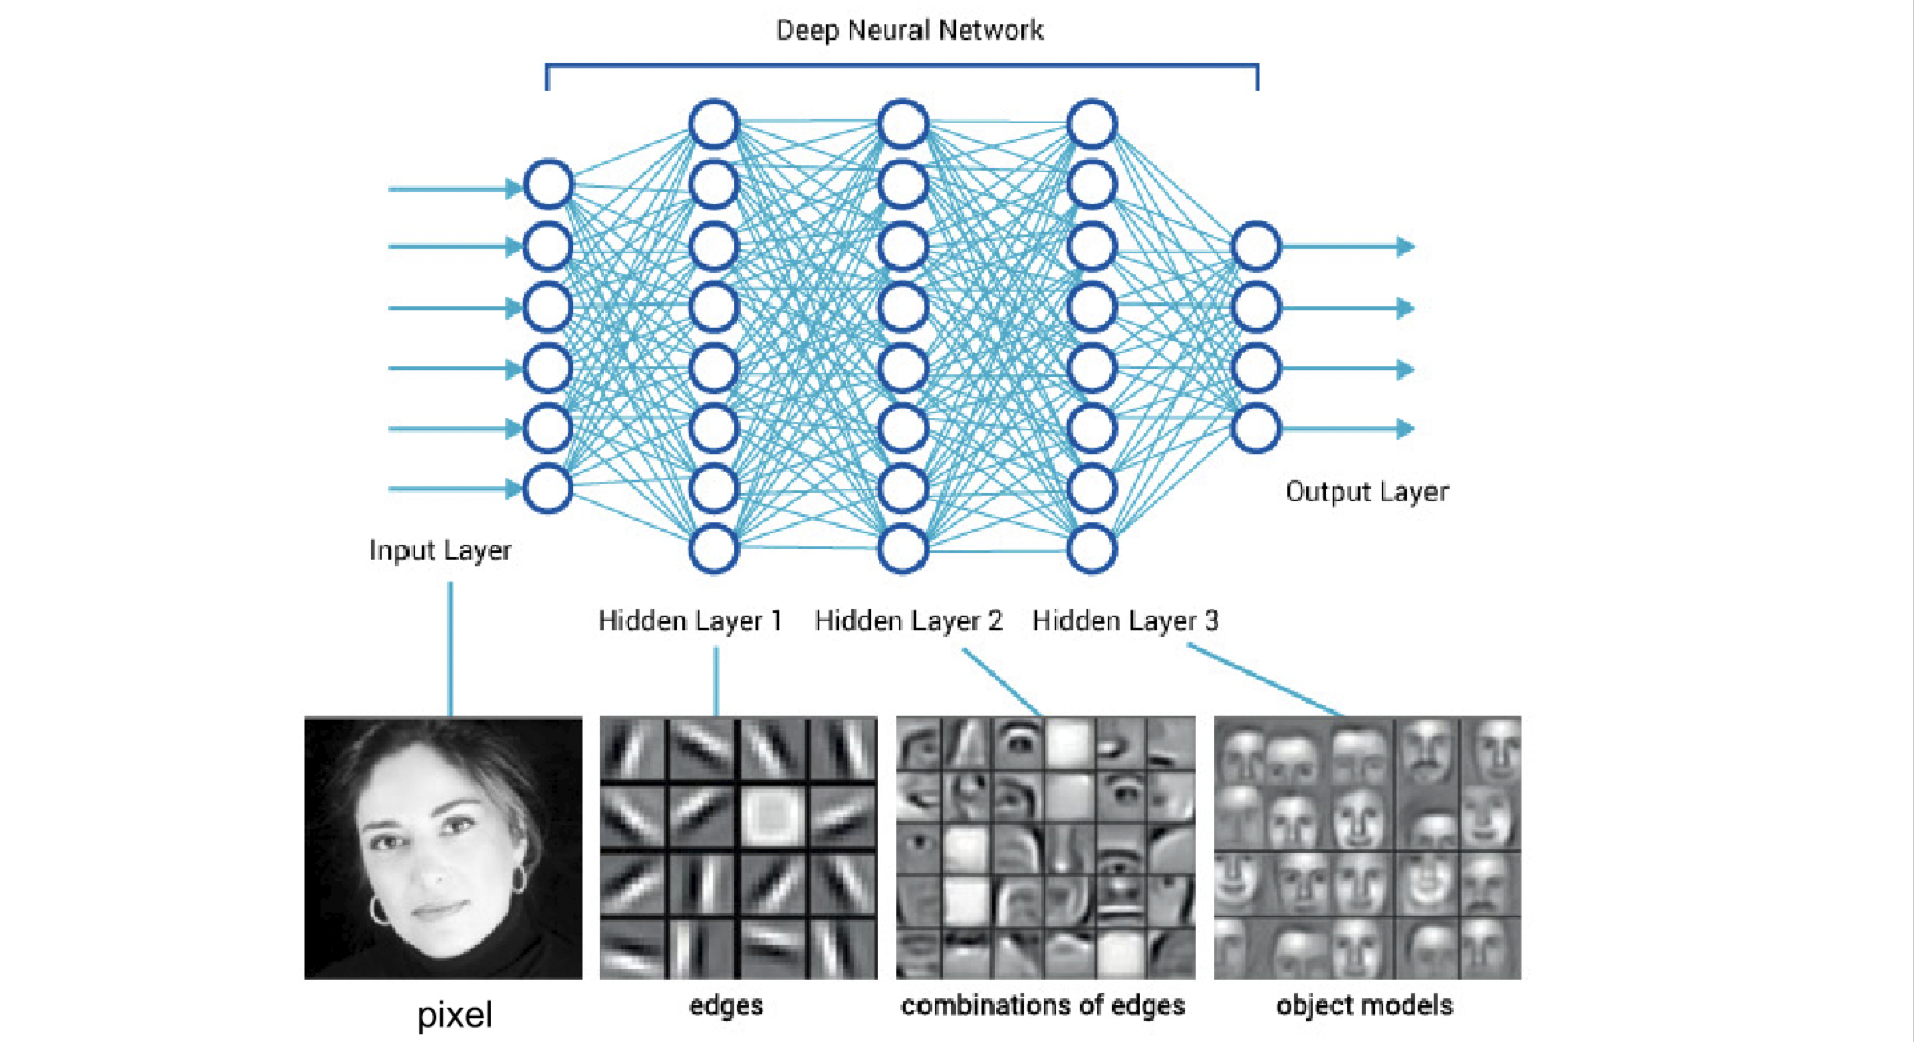 Deep Neural Network
Input Layer
Output Layer
Hidden Layer 1
Hidden Layer 2
Hidden Layer 3
pixel
edges
combinations of edges
object models